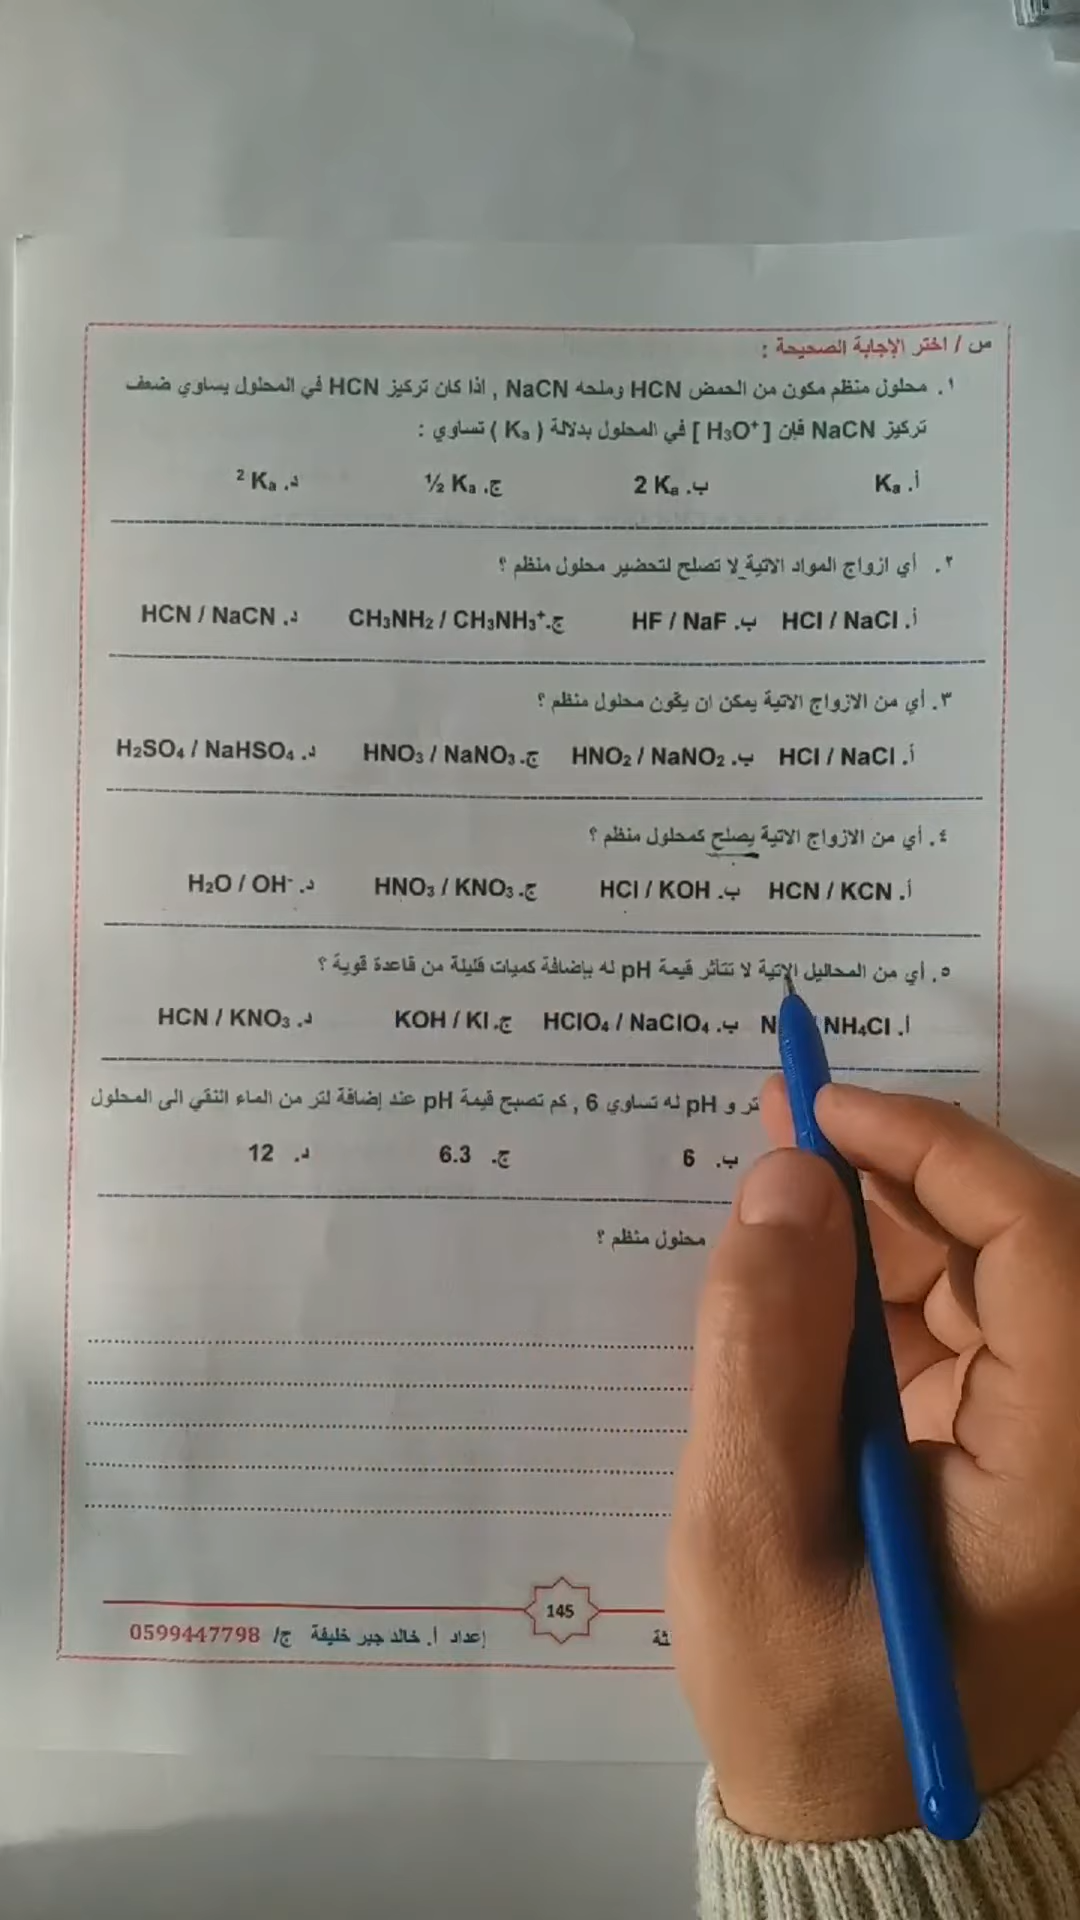 س / اختر الإجابة الصحيحة :
١. محلول منظم مكون من الحمض HCN وملحه NaCN , اذا كان تركيز HCN في المحلول يساوي ضعف
تركيز NaCN فإن [ H₃O⁺ ] في المحلول بدلالة ( Kₐ ) تساوي :
أ. Kₐ ب. 2 Kₐ ج. ½ Kₐ د. ² Kₐ
٢. أي ازواج المواد الاتية لا تصلح لتحضير محلول منظم ؟
أ. HCl / NaCl ب. HF / NaF ج. CH₃NH₂ / CH₃NH₃⁺ د. HCN / NaCN
٣. أي من الازواج الاتية يمكن ان يكون محلول منظم ؟
أ. HCl / NaCl ب. HNO₂ / NaNO₂ ج. HNO₃ / NaNO₃ د. H₂SO₄ / NaHSO₄
٤. أي من الازواج الاتية يصلح كمحلول منظم ؟
أ. HCN / KCN ب. HCl / KOH ج. HNO₃ / KNO₃ د. H₂O / OH⁻
٥. أي من المحاليل الاتية لا تتأثر قيمة pH له بإضافة كميات قليلة من قاعدة قوية ؟
أ. NH₄Cl ب. HClO₄ / NaClO₄ ج. KOH / KI د. HCN / KNO₃
و pH له تساوي 6 , كم تصبح قيمة pH عند إضافة لتر من الماء النقي الى المحلول
ب. 6 ج. 6.3 د. 12
محلول منظم ؟
145
إعداد أ. خالد جبر خليفة ج/ 0599447798